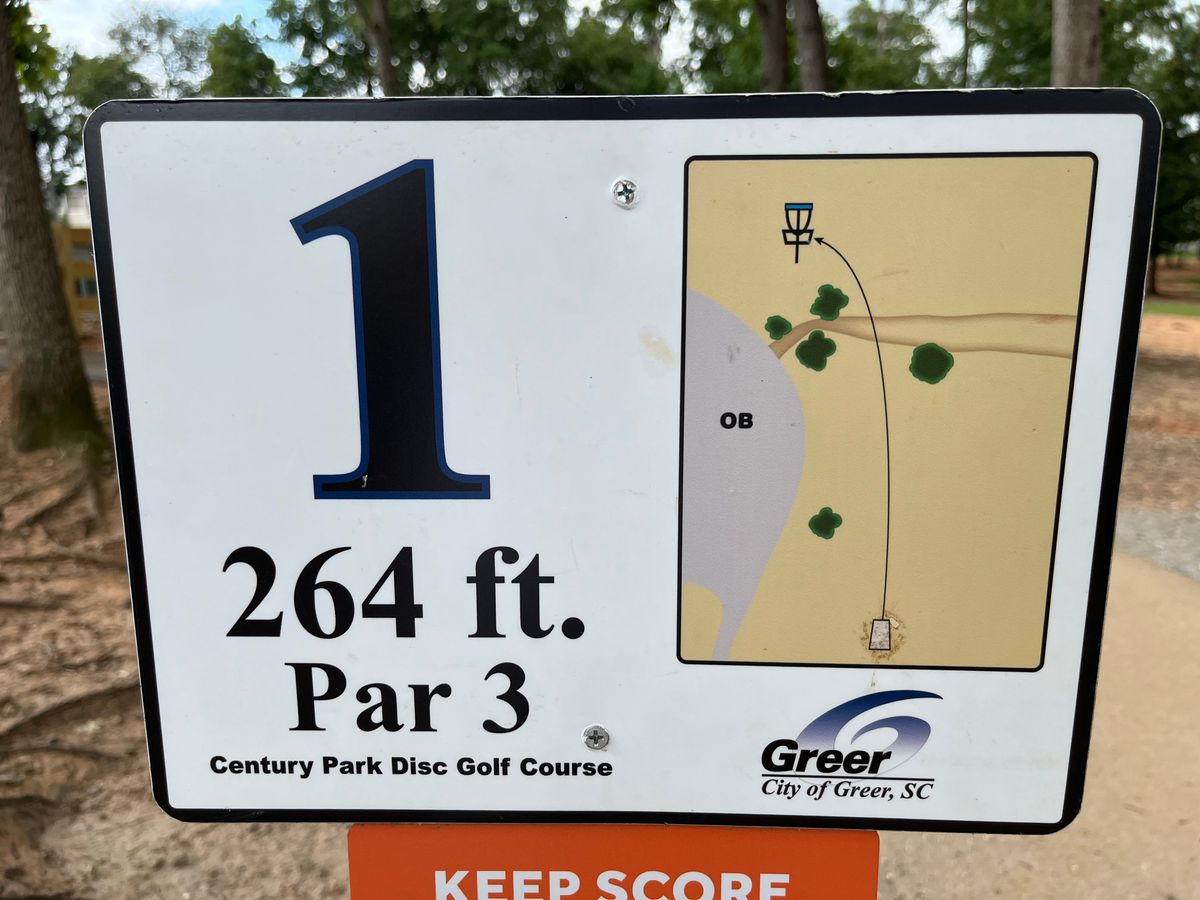 1
264 ft.
Par 3
Century Park Disc Golf Course
OB
Greer
City of Greer, SC
KEEP SCORE